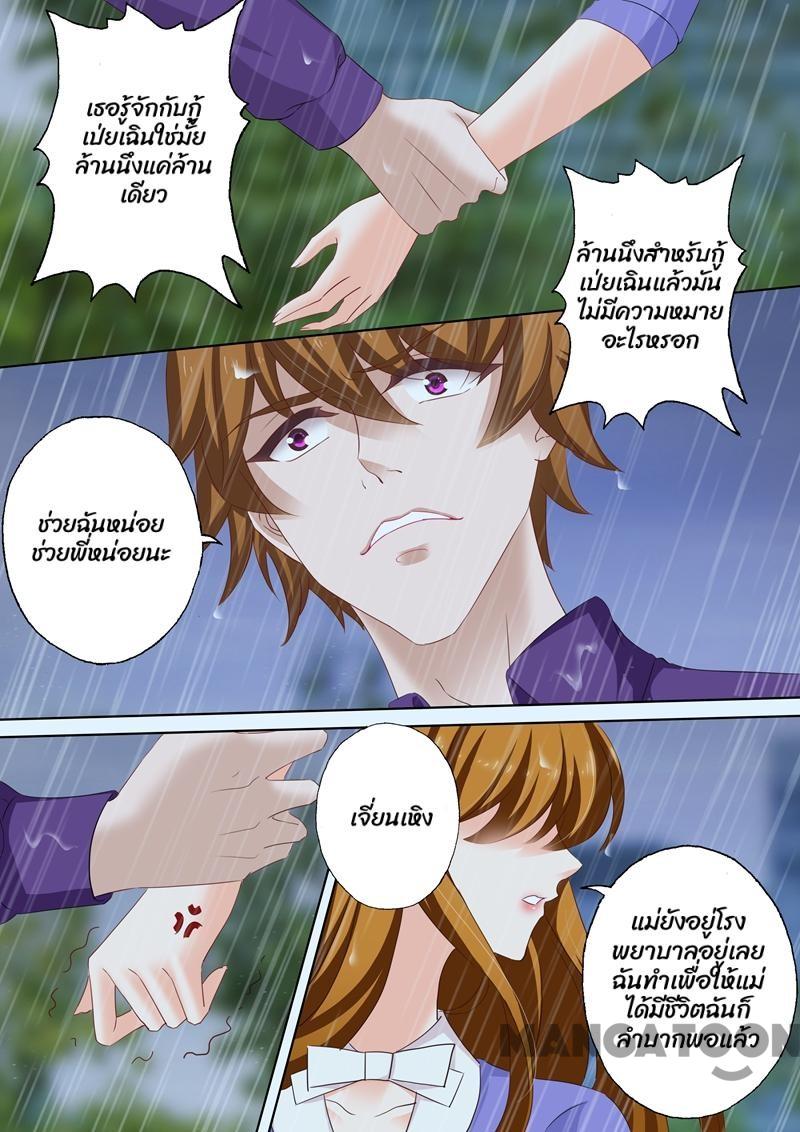 เธอรู้จักกับกู้
เป่ยเฉินใช่มั้ย
ล้านนึงแค่ล้าน
เดียว
ล้านนึงสำหรับกู้
เป่ยเฉินแล้วมัน
ไม่มีความหมาย
อะไรหรอก
ช่วยฉันหน่อย
ช่วยพี่หน่อยนะ
เจี่ยนเหิง
แม่ยังอยู่โรง
พยาบาลอยู่เลย
ฉันทำเพื่อให้แม่
ได้มีชีวิตฉันก็
ลำบากพอแล้ว
MANGATOON